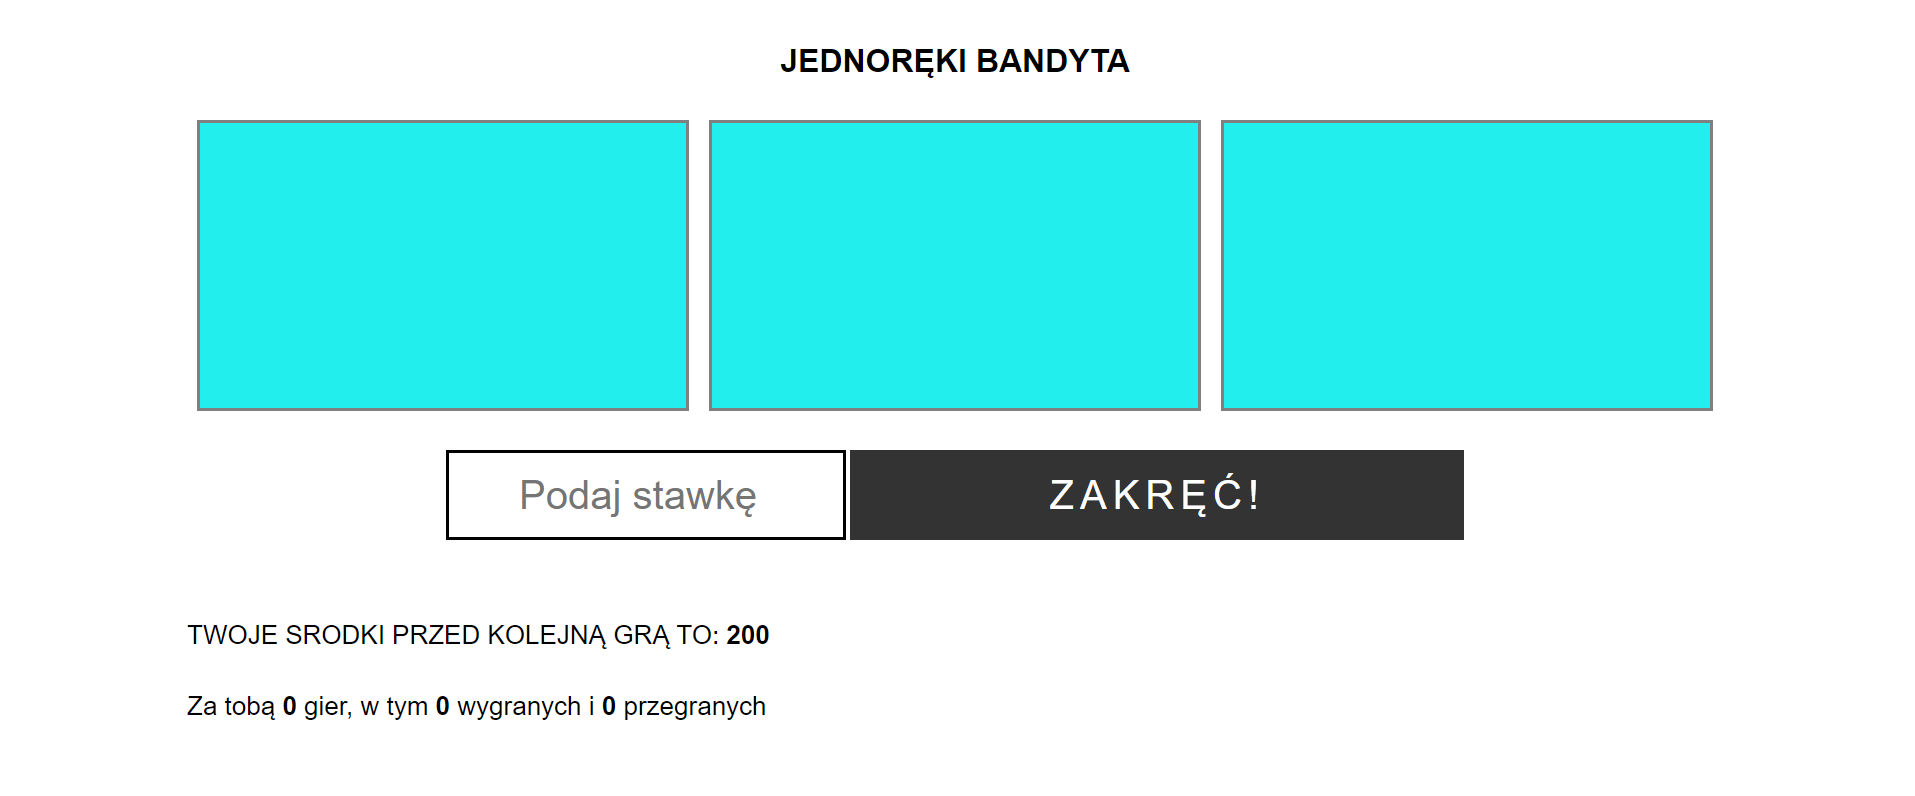 JEDNORĘKI BANDYTA
Podaj stawkę
ZAKRĘĆ!
TWOJE SRODKI PRZED KOLEJNĄ GRĄ TO: 200
Za tobą 0 gier, w tym 0 wygranych i 0 przegranych